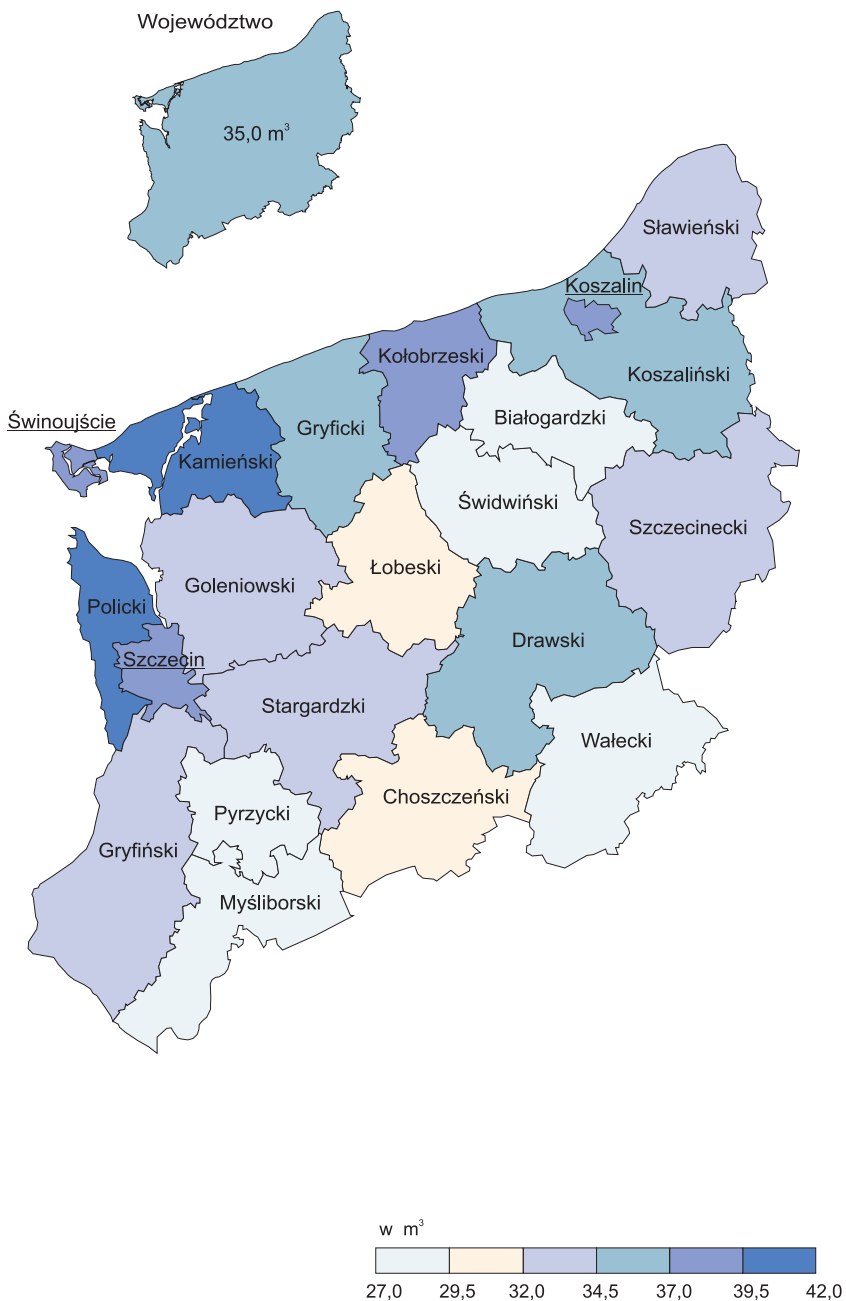 Województwo
35,0 m³
Sławieński
Koszalin
Kołobrzeski
Koszaliński
Białogardzki
Świnoujście
Gryficki
Kamieński
Świdwiński
Szczecinecki
Łobeski
Goleniowski
Policki
Drawski
Szczecin
Stargardzki
Wałecki
Choszczeński
Pyrzycki
Gryfiński
Myśliborski
w m³
27,0 29,5 32,0 34,5 37,0 39,5 42,0